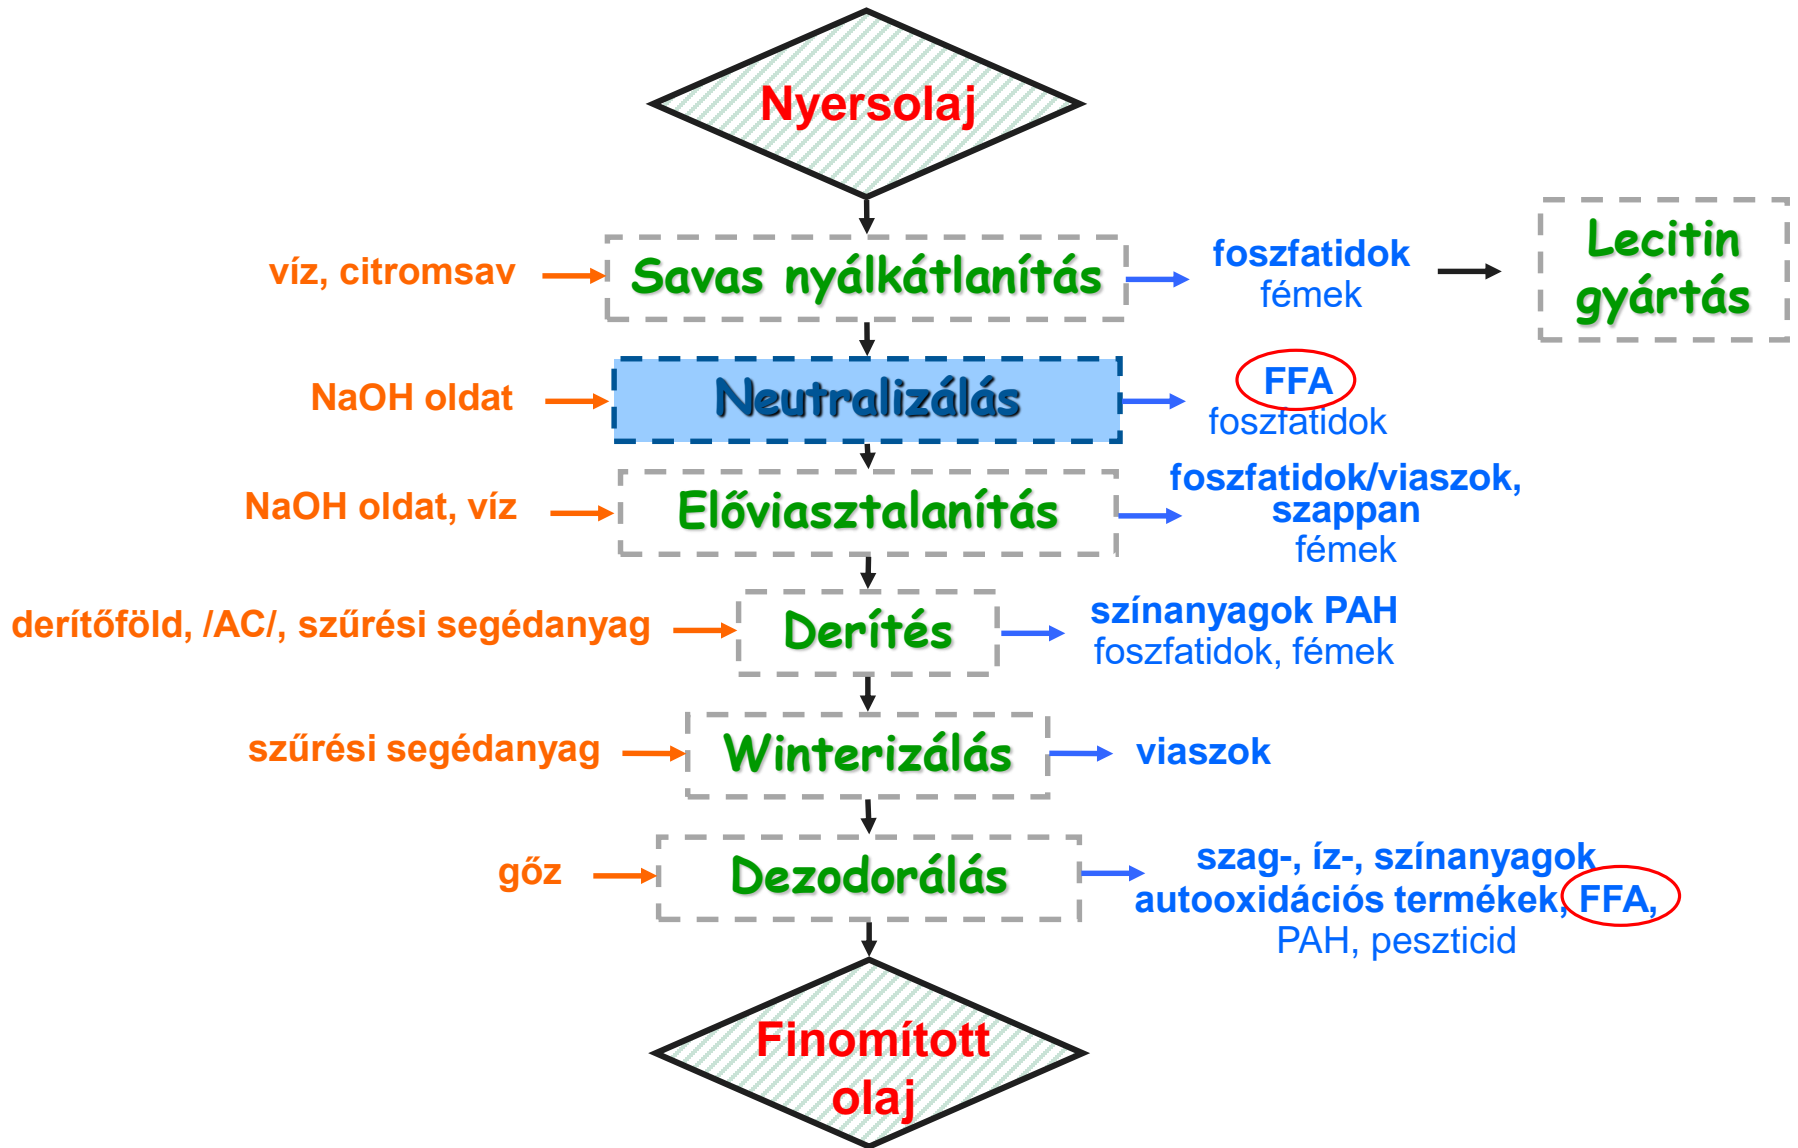 Nyersolaj
víz, citromsav
Savas nyálkátlanítás
foszfatidok
fémek
Lecitin
gyártás
NaOH oldat
Neutralizálás
FFA
foszfatidok
NaOH oldat, víz
Előviasztalanítás
foszfatidok/viaszok,
szappan
fémek
derítőföld, /AC/, szűrési segédanyag
Derítés
színanyagok PAH
foszfatidok, fémek
szűrési segédanyag
Winterizálás
viaszok
gőz
Dezodorálás
szag-, íz-, színanyagok
autooxidációs termékek, FFA,
PAH, peszticid
Finomított
olaj